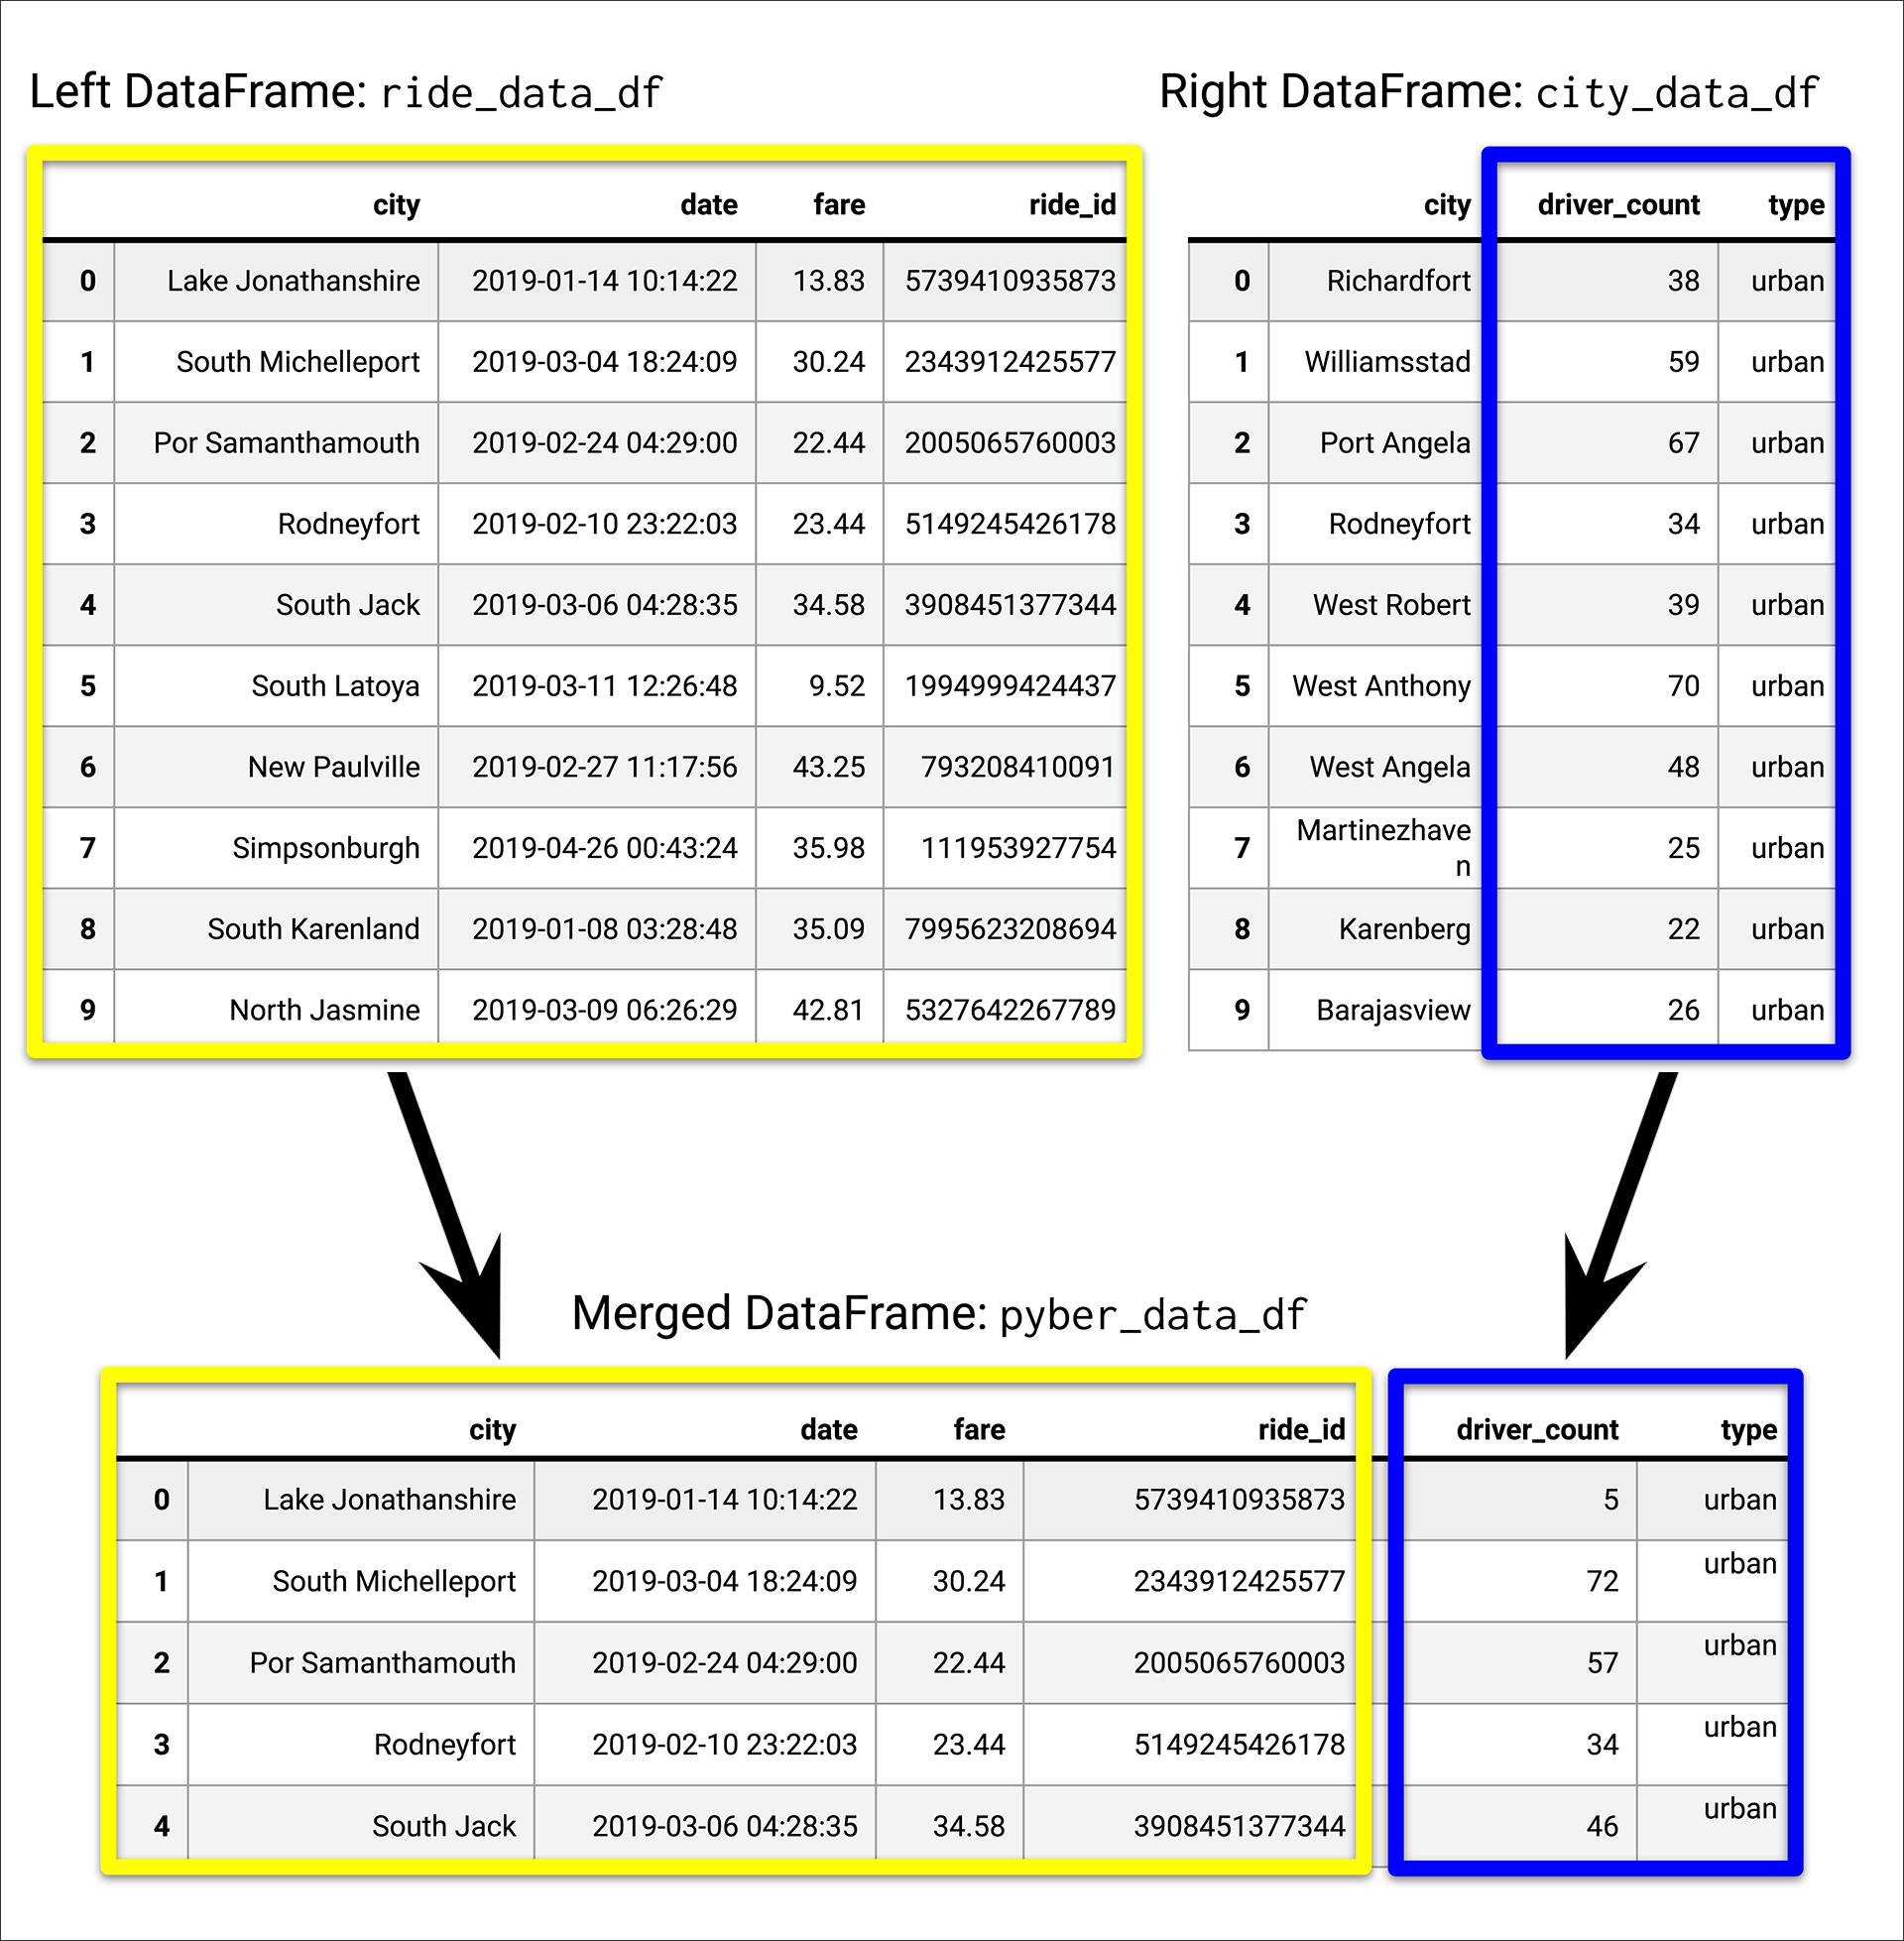 Left DataFrame: ride_data_df
Right DataFrame: city_data_df
city date fare ride_id
0 Lake Jonathanshire 2019-01-14 10:14:22 13.83 5739410935873
1 South Michelleport 2019-03-04 18:24:09 30.24 2343912425577
2 Por Samanthamouth 2019-02-24 04:29:00 22.44 2005065760003
3 Rodneyfort 2019-02-10 23:22:03 23.44 5149245426178
4 South Jack 2019-03-06 04:28:35 34.58 3908451377344
5 South Latoya 2019-03-11 12:26:48 9.52 1994999424437
6 New Paulville 2019-02-27 11:17:56 43.25 793208410091
7 Simpsonburgh 2019-04-26 00:43:24 35.98 111953927754
8 South Karenland 2019-01-08 03:28:48 35.09 7995623208694
9 North Jasmine 2019-03-09 06:26:29 42.81 5327642267789
city driver_count type
0 Richardfort 38 urban
1 Williamsstad 59 urban
2 Port Angela 67 urban
3 Rodneyfort 34 urban
4 West Robert 39 urban
5 West Anthony 70 urban
6 West Angela 48 urban
7 Martinezhave
n 25 urban
8 Karenberg 22 urban
9 Barajasview 26 urban
Merged DataFrame: pyber_data_df
city date fare ride_id driver_count type
0 Lake Jonathanshire 2019-01-14 10:14:22 13.83 5739410935873 5 urban
1 South Michelleport 2019-03-04 18:24:09 30.24 2343912425577 72 urban
2 Por Samanthamouth 2019-02-24 04:29:00 22.44 2005065760003 57 urban
3 Rodneyfort 2019-02-10 23:22:03 23.44 5149245426178 34 urban
4 South Jack 2019-03-06 04:28:35 34.58 3908451377344 46 urban